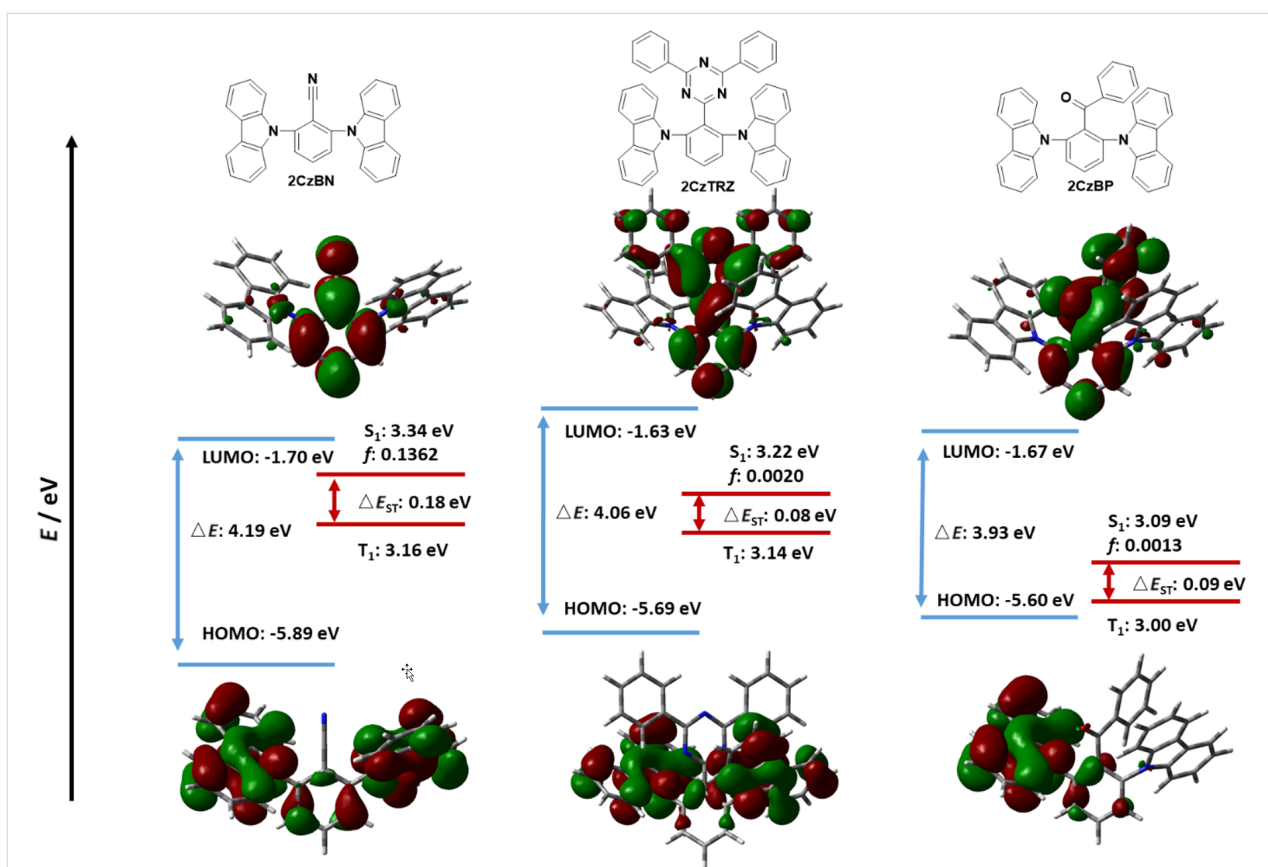 E / eV
N
N
N
2CzBN
S₁: 3.34 eV
f: 0.1362
LUMO: -1.70 eV
△E: 4.19 eV
△E_ST: 0.18 eV
T₁: 3.16 eV
HOMO: -5.89 eV
N
N
N
N
N
2CzTRZ
LUMO: -1.63 eV
S₁: 3.22 eV
f: 0.0020
△E: 4.06 eV
△E_ST: 0.08 eV
T₁: 3.14 eV
HOMO: -5.69 eV
O
N
N
2CzBP
LUMO: -1.67 eV
△E: 3.93 eV
S₁: 3.09 eV
f: 0.0013
△E_ST: 0.09 eV
HOMO: -5.60 eV
T₁: 3.00 eV